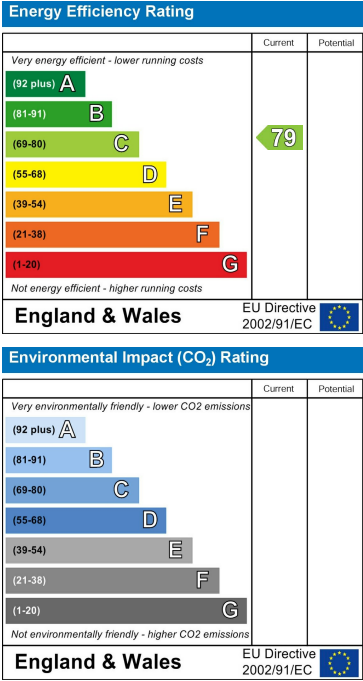 Energy Efficiency Rating
Current Potential
Very energy efficient - lower running costs
(92 plus) A
(81-91) B
(69-80) C
79
(55-68) D
(39-54) E
(21-38) F
(1-20) G
Not energy efficient - higher running costs
England & Wales
EU Directive
2002/91/EC
Environmental Impact (CO₂) Rating
Current Potential
Very environmentally friendly - lower CO2 emissions
(92 plus) A
(81-91) B
(69-80) C
(55-68) D
(39-54) E
(21-38) F
(1-20) G
Not environmentally friendly - higher CO2 emissions
England & Wales
EU Directive
2002/91/EC